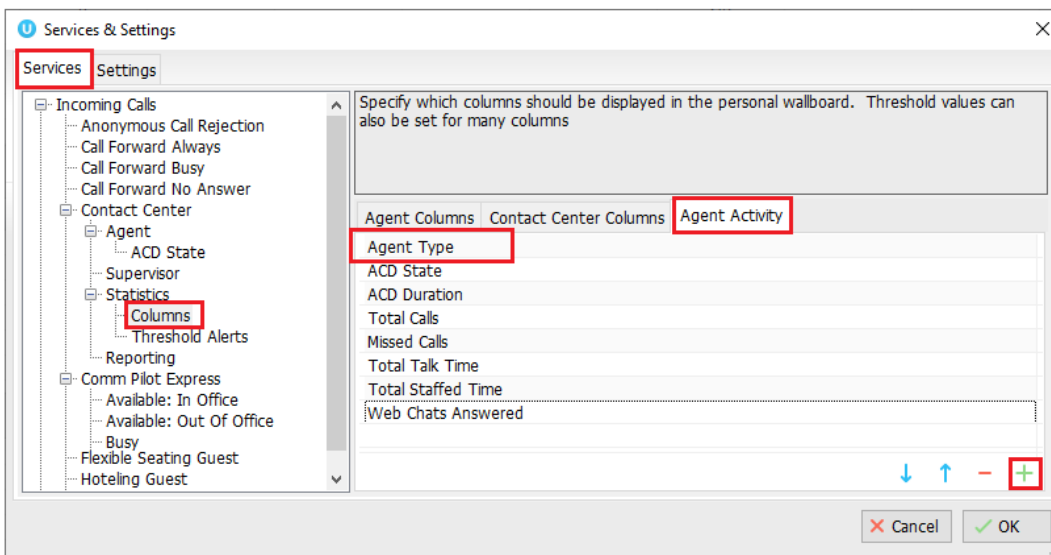 Services & Settings
Services Settings
Incoming Calls
Anonymous Call Rejection
Call Forward Always
Call Forward Busy
Call Forward No Answer
Contact Center
Agent
ACD State
Supervisor
Statistics
Columns
Threshold Alerts
Reporting
Comm Pilot Express
Available: In Office
Available: Out Of Office
Busy
Flexible Seating Guest
Hoteling Guest
Specify which columns should be displayed in the personal wallboard. Threshold values can
also be set for many columns
Agent Columns Contact Center Columns Agent Activity
Agent Type
ACD State
ACD Duration
Total Calls
Missed Calls
Total Talk Time
Total Staffed Time
Web Chats Answered
Cancel OK